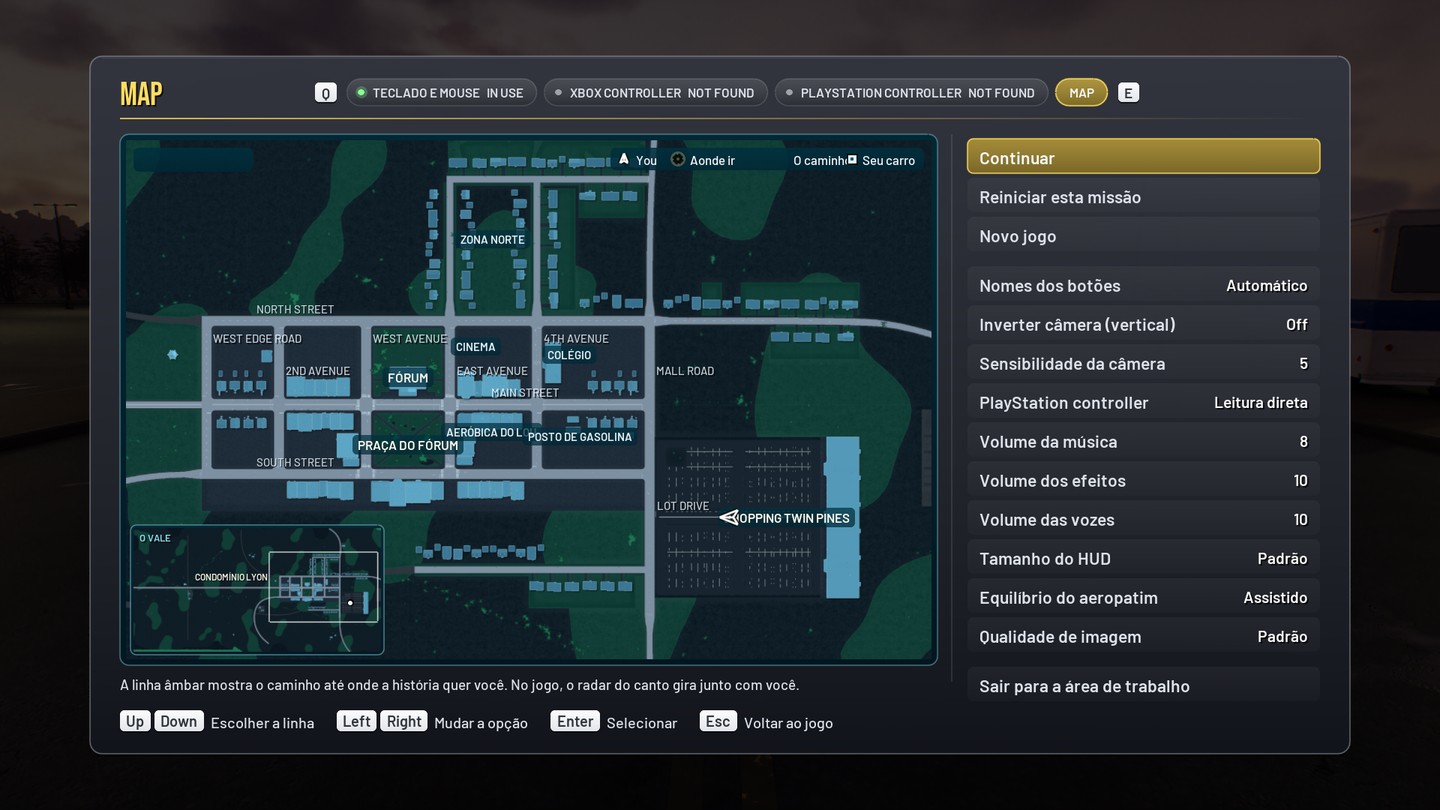 MAP
Q
TECLADO E MOUSE IN USE
XBOX CONTROLLER NOT FOUND
PLAYSTATION CONTROLLER NOT FOUND
MAP
E
You
Aonde ir
O caminho
Seu carro
ZONA NORTE
NORTH STREET
WEST EDGE ROAD
WEST AVENUE
CINEMA
4TH AVENUE
COLÉGIO
2ND AVENUE
FÓRUM
EAST AVENUE
MALL ROAD
MAIN STREET
AERÓBICA DO LO
POSTO DE GASOLINA
PRAÇA DO FÓRUM
SOUTH STREET
LOT DRIVE
OPPING TWIN PINES
O VALE
CONDOMÍNIO LYON
Continuar
Reiniciar esta missão
Novo jogo
Nomes dos botões Automático
Inverter câmera (vertical) Off
Sensibilidade da câmera 5
PlayStation controller Leitura direta
Volume da música 8
Volume dos efeitos 10
Volume das vozes 10
Tamanho do HUD Padrão
Equilíbrio do aeropatim Assistido
Qualidade de imagem Padrão
Sair para a área de trabalho
A linha âmbar mostra o caminho até onde a história quer você. No jogo, o radar do canto gira junto com você.
Up Down Escolher a linha Left Right Mudar a opção Enter Selecionar Esc Voltar ao jogo